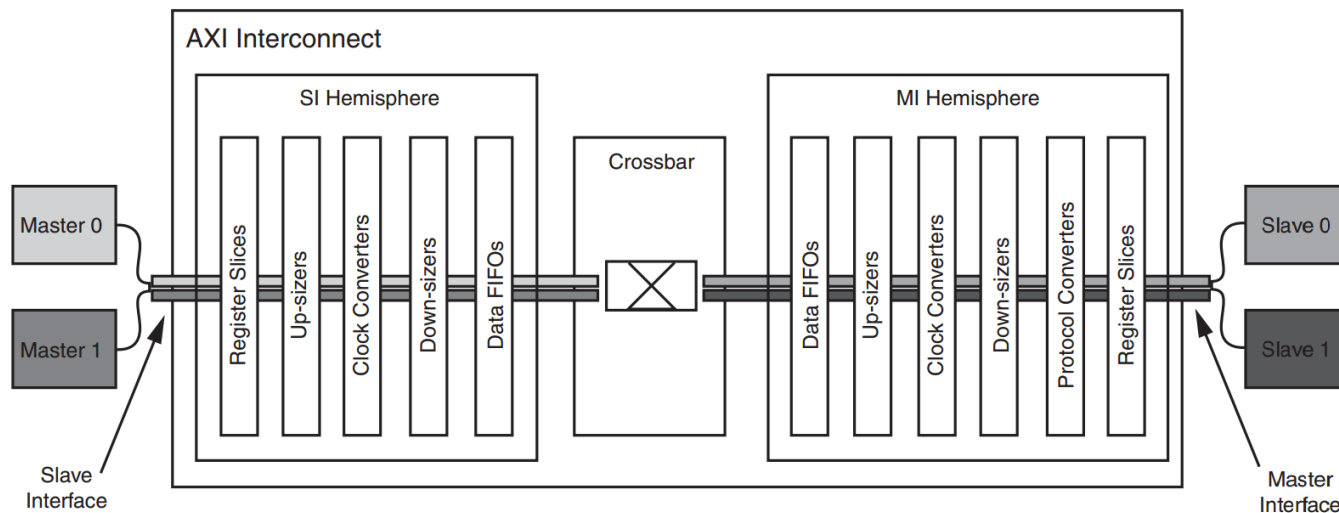 AXI Interconnect
SI Hemisphere
MI Hemisphere
Crossbar
Master 0
Master 1
Register Slices
Up-sizers
Clock Converters
Down-sizers
Data FIFOs
Data FIFOs
Up-sizers
Clock Converters
Down-sizers
Protocol Converters
Register Slices
Slave 0
Slave 1
Slave
Interface
Master
Interface